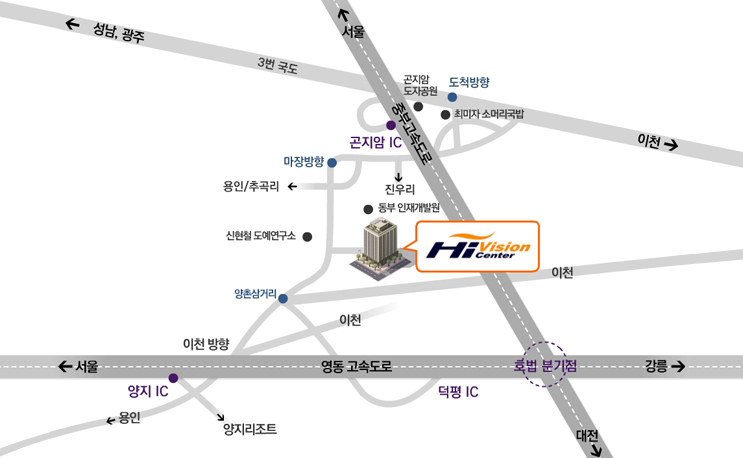 서울
성남, 광주
3번 국도
곤지암
도자공원
도척방향
최미자 소머리국밥
중부고속도로
곤지암 IC
이천
마장방향
용인/추곡리
진우리
동부 인재개발원
신현철 도예연구소
Hi Vision
Center
이천
양촌삼거리
이천
이천 방향
서울
영동 고속도로
호법 분기점
강릉
양지 IC
덕평 IC
용인
양지리조트
대전